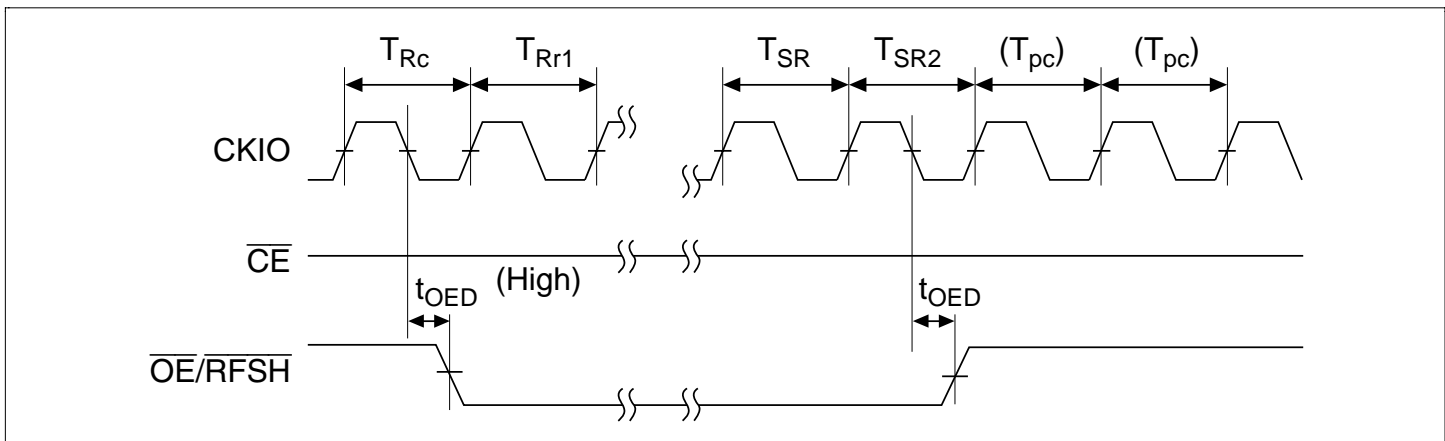 TRc TRr1 TSR TSR2 (Tpc) (Tpc)
CKIO
CE
(High)
tOED tOED
OE/RFSH